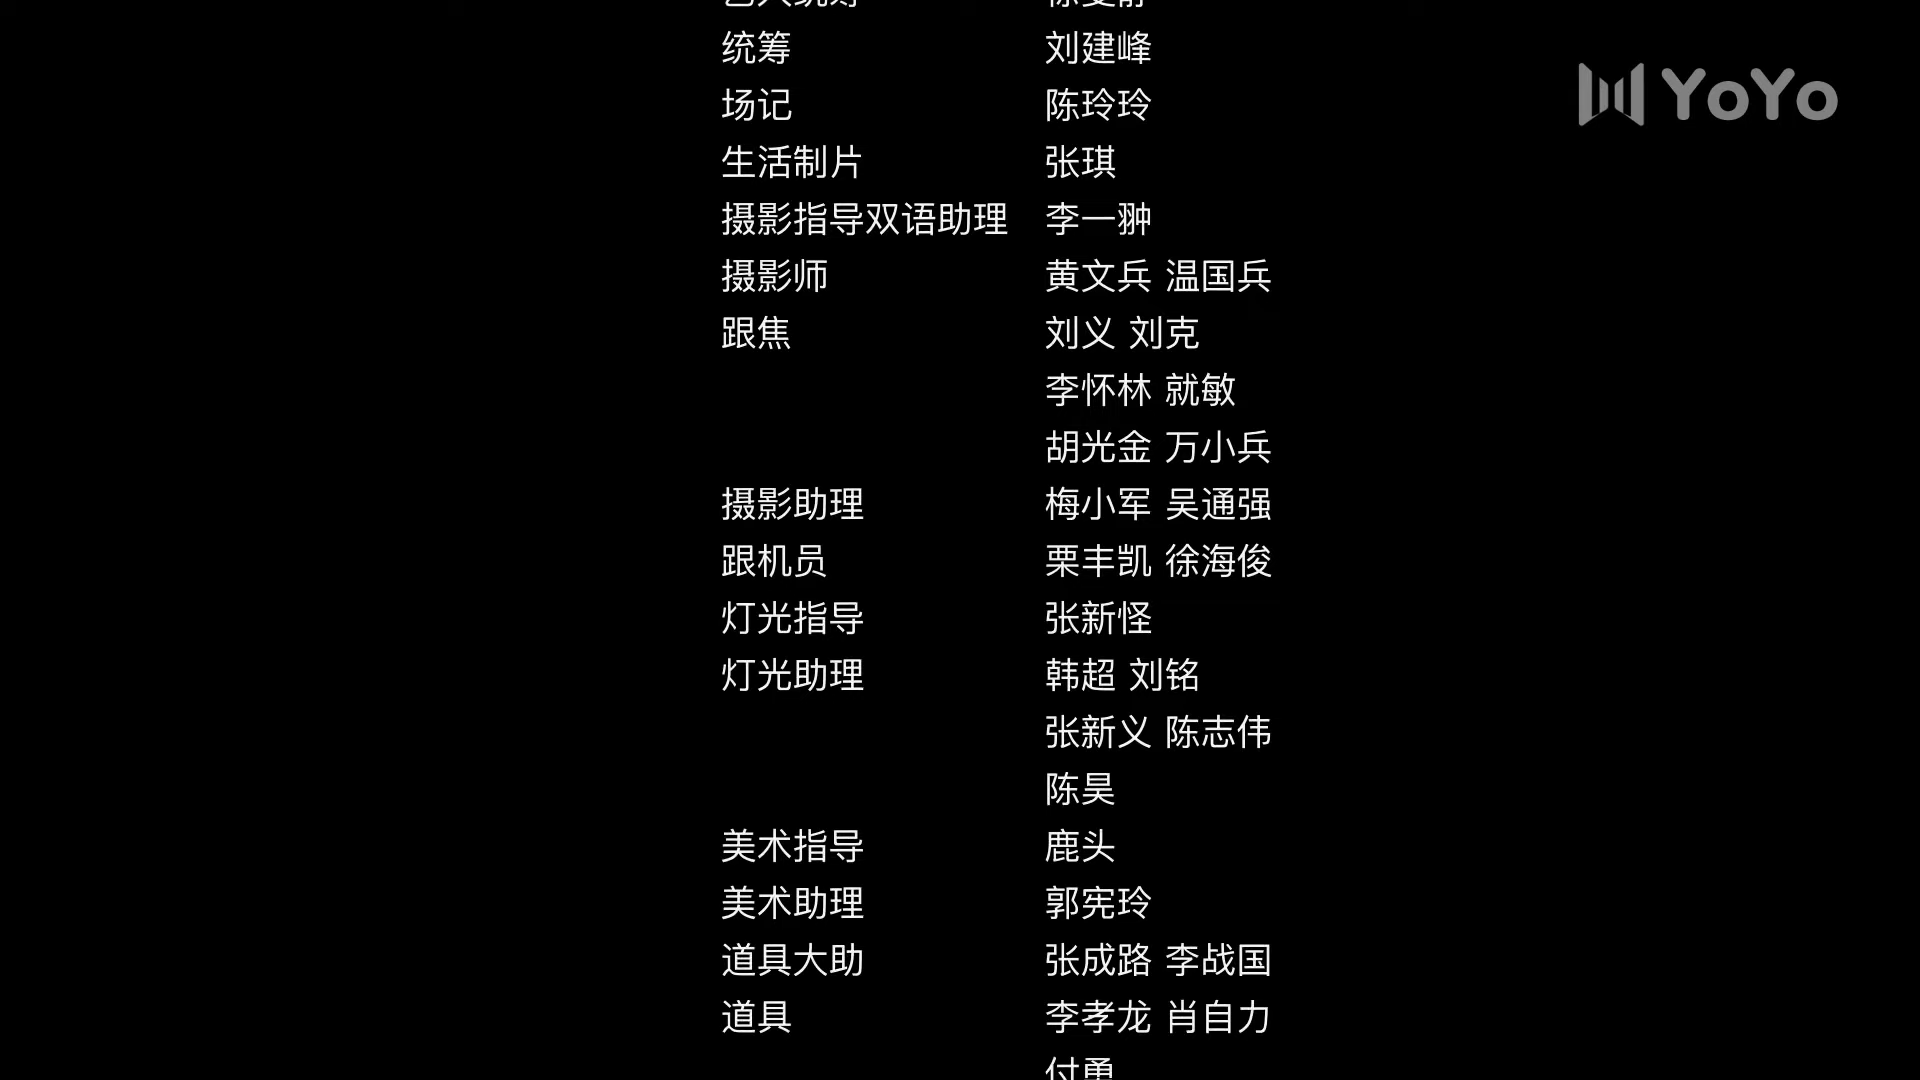 统筹 刘建峰
YoYo
场记 陈玲玲
生活制片 张琪
摄影指导双语助理 李一翀
摄影师 黄文兵 温国兵
跟焦 刘义 刘克
李怀林 就敏
胡光金 万小兵
摄影助理 梅小军 吴通强
跟机员 栗丰凯 徐海俊
灯光指导 张新怪
灯光助理 韩超 刘铭
张新义 陈志伟
陈昊
美术指导 鹿头
美术助理 郭宪玲
道具大助 张成路 李战国
道具 李孝龙 肖自力
付勇